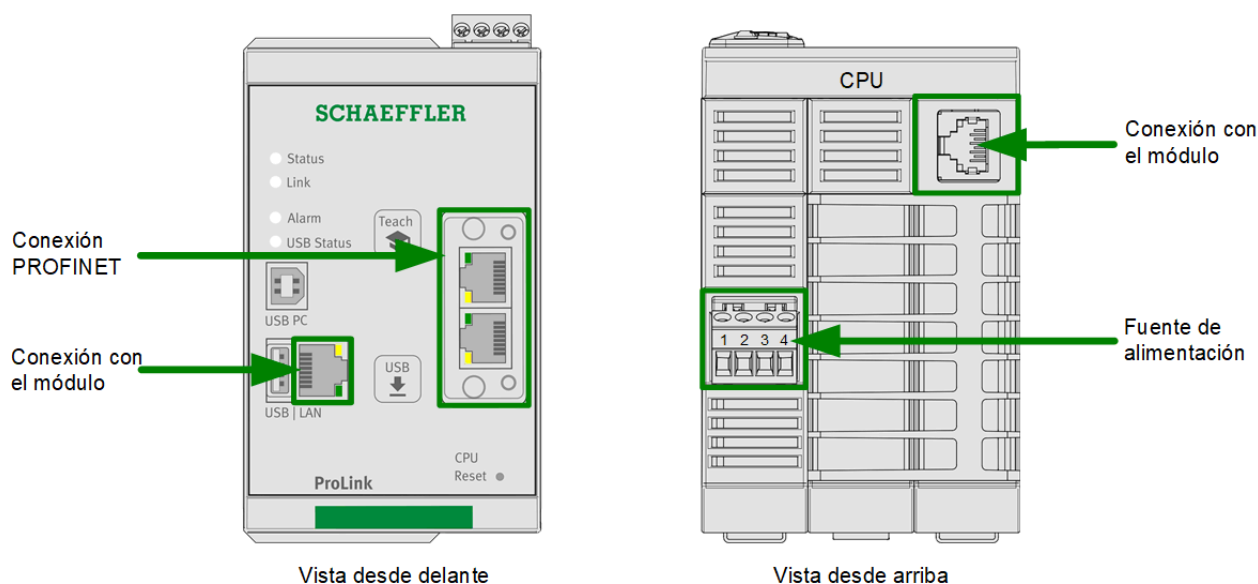 SCHAEFFLER
Status
Link
Alarm
USB Status
Teach
USB PC
USB | LAN
USB
CPU
Reset
ProLink
Conexión
PROFINET
Conexión con
el módulo
Vista desde delante
CPU
1 2 3 4
Conexión con
el módulo
Fuente de
alimentación
Vista desde arriba